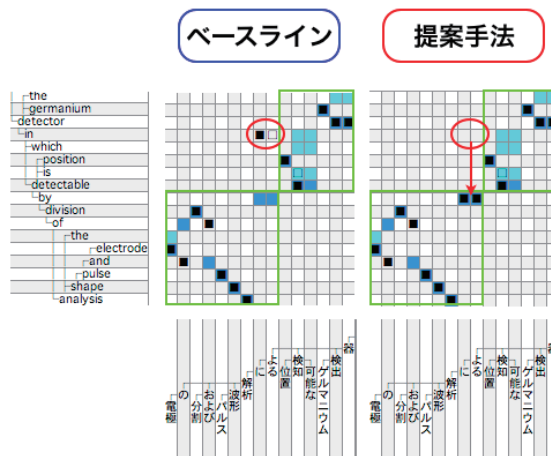 ベースライン
提案手法
the
germanium
detector
in
which
position
is
detectable
by
division
of
the
electrode
and
pulse
shape
analysis
電極
の
分割
および
パルス
波形
解析
に
よる
位置
検知
可能な
ゲルマニウム
検出
器
電極
の
分割
および
パルス
波形
解析
に
よる
位置
検知
可能な
ゲルマニウム
検出
器